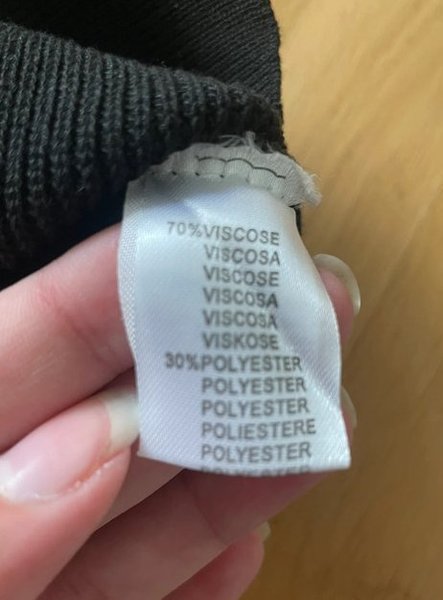 70%VISCOSE
VISCOSA
VISCOSE
VISCOSA
VISCOSA
VISKOSE
30%POLYESTER
POLYESTER
POLYESTER
POLIESTERE
POLYESTER